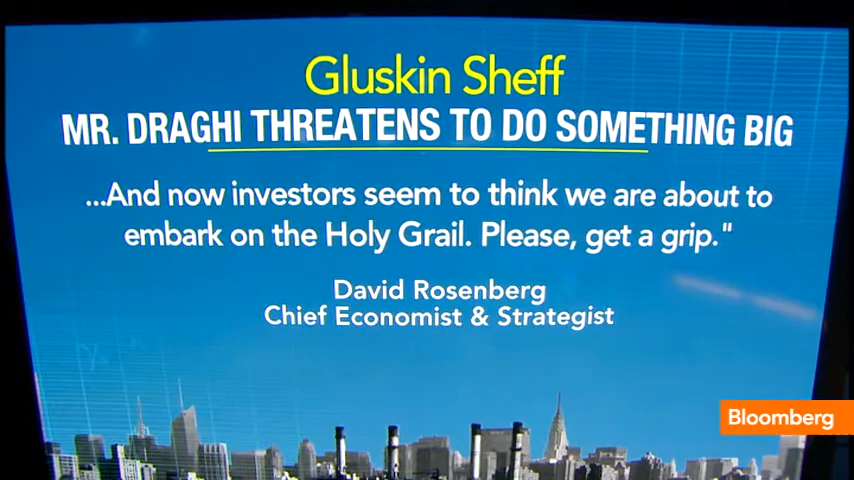 Gluskin Sheff
MR. DRAGHI THREATENS TO DO SOMETHING BIG
...And now investors seem to think we are about to
embark on the Holy Grail. Please, get a grip."
David Rosenberg
Chief Economist & Strategist
Bloomberg